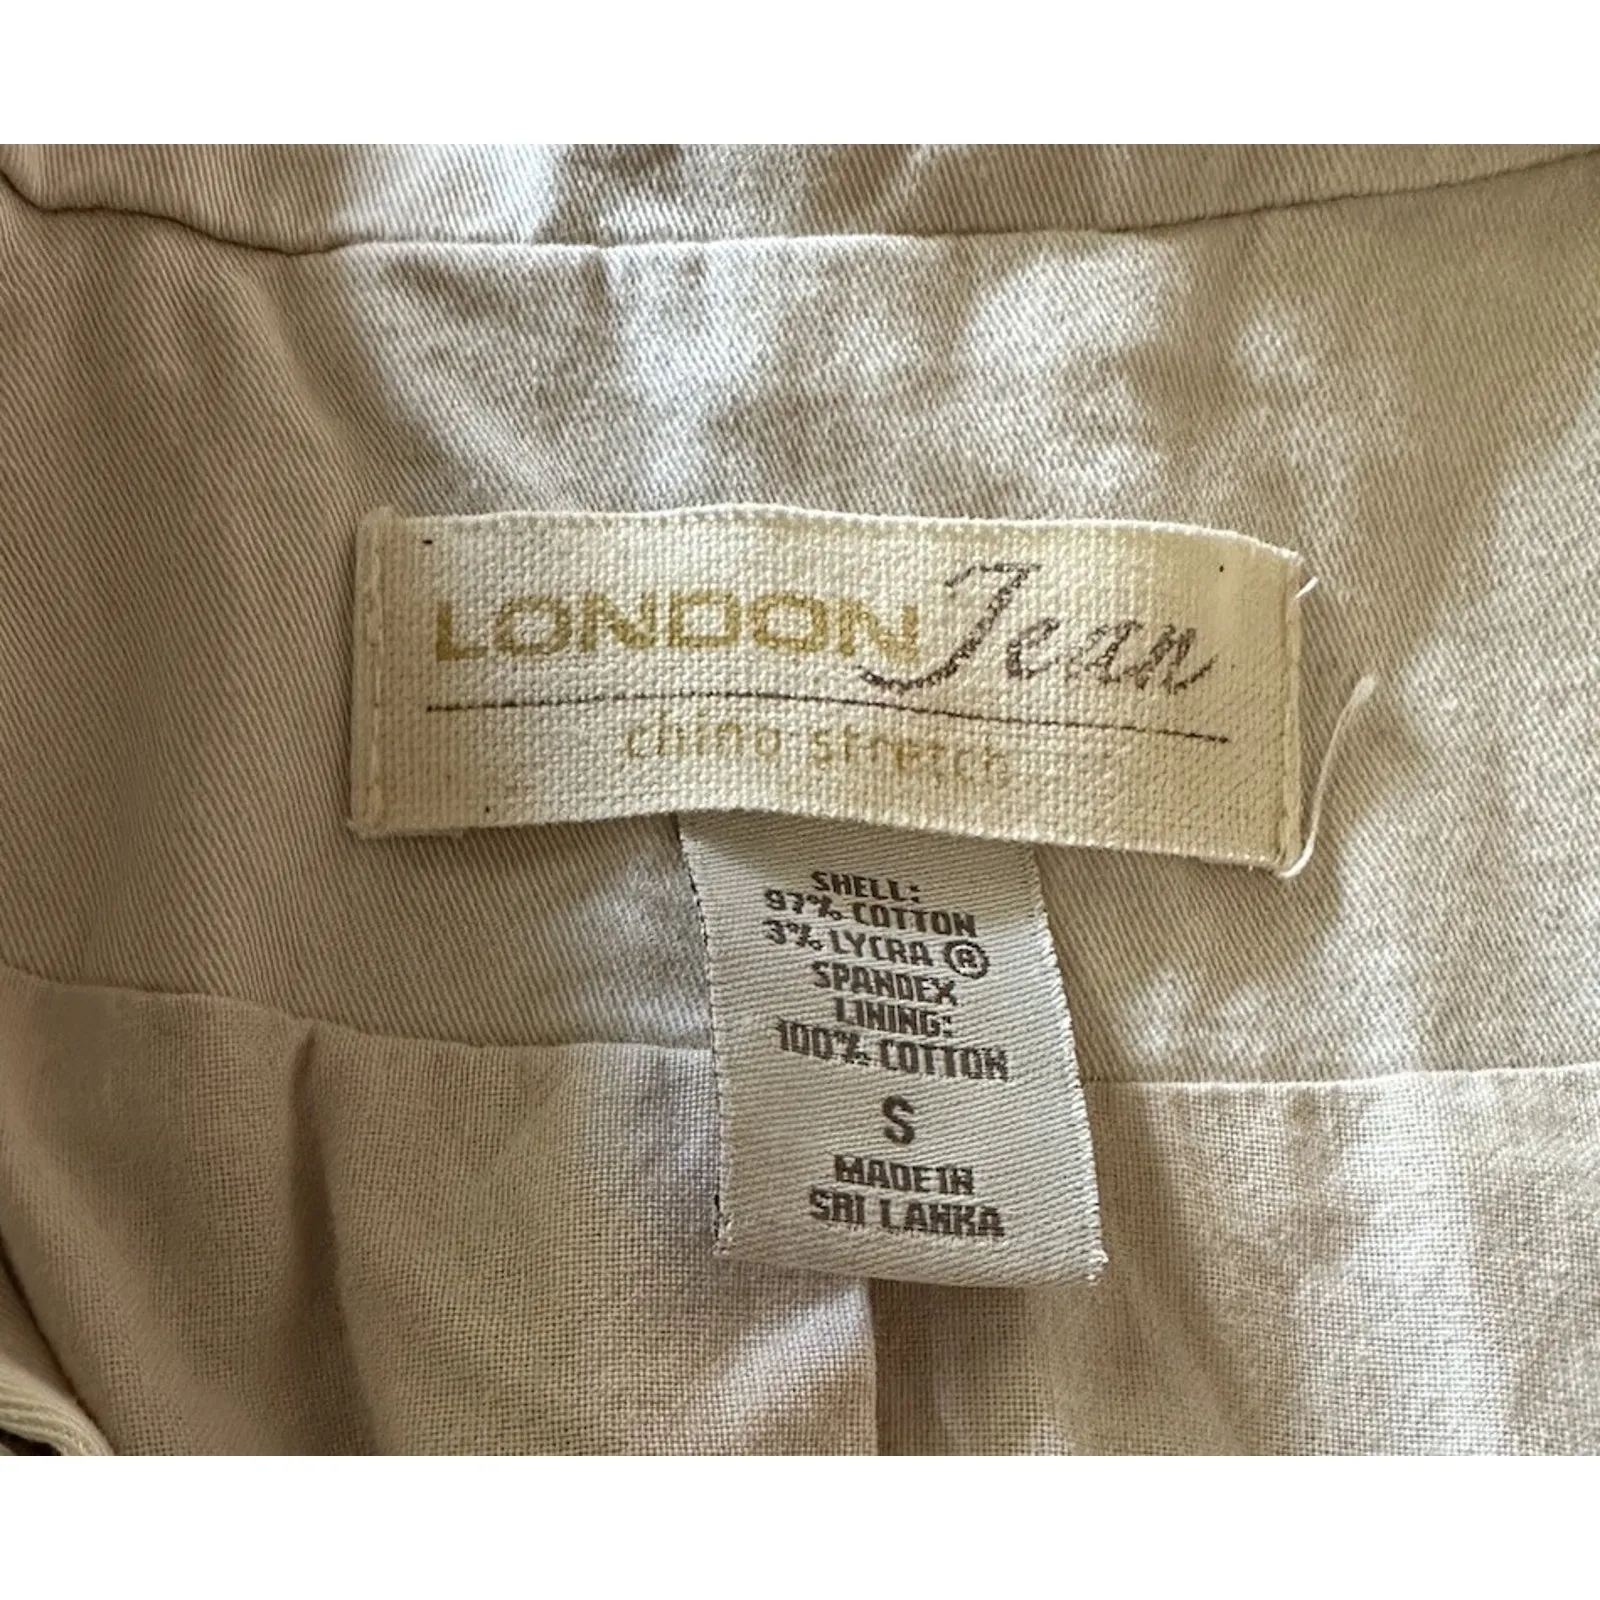 LONDON Jean
chino stretch
SHELL:
97% COTTON
3% LYCRA ®
SPANDEX
LINING:
100% COTTON
S
MADE IN
SRI LANKA